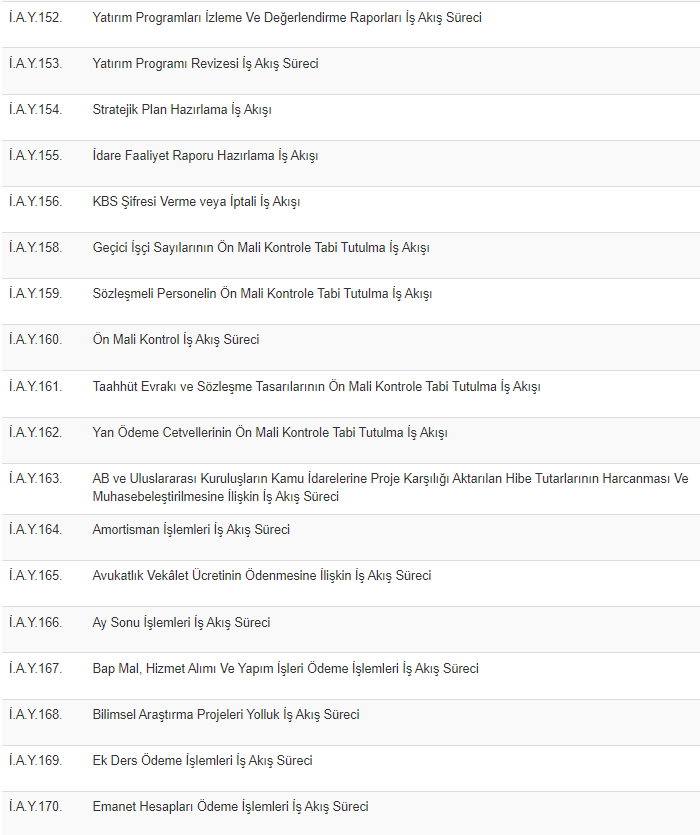 İ.A.Y.152. Yatırım Programları İzleme Ve Değerlendirme Raporları İş Akış Süreci
İ.A.Y.153. Yatırım Programı Revizesi İş Akış Süreci
İ.A.Y.154. Stratejik Plan Hazırlama İş Akışı
İ.A.Y.155. İdare Faaliyet Raporu Hazırlama İş Akışı
İ.A.Y.156. KBS Şifresi Verme veya İptali İş Akışı
İ.A.Y.158. Geçici İşçi Sayılarının Ön Mali Kontrole Tabi Tutulma İş Akışı
İ.A.Y.159. Sözleşmeli Personelin Ön Mali Kontrole Tabi Tutulma İş Akışı
İ.A.Y.160. Ön Mali Kontrol İş Akış Süreci
İ.A.Y.161. Taahhüt Evrakı ve Sözleşme Tasarılarının Ön Mali Kontrole Tabi Tutulma İş Akışı
İ.A.Y.162. Yan Ödeme Cetvellerinin Ön Mali Kontrole Tabi Tutulma İş Akışı
İ.A.Y.163. AB ve Uluslararası Kuruluşların Kamu İdarelerine Proje Karşılığı Aktarılan Hibe Tutarlarının Harcanması Ve
Muhasebeleştirilmesine İlişkin İş Akış Süreci
İ.A.Y.164. Amortisman İşlemleri İş Akış Süreci
İ.A.Y.165. Avukatlık Vekâlet Ücretinin Ödenmesine İlişkin İş Akış Süreci
İ.A.Y.166. Ay Sonu İşlemleri İş Akış Süreci
İ.A.Y.167. Bap Mal, Hizmet Alımı Ve Yapım İşleri Ödeme İşlemleri İş Akış Süreci
İ.A.Y.168. Bilimsel Araştırma Projeleri Yolluk İş Akış Süreci
İ.A.Y.169. Ek Ders Ödeme İşlemleri İş Akış Süreci
İ.A.Y.170. Emanet Hesapları Ödeme İşlemleri İş Akış Süreci